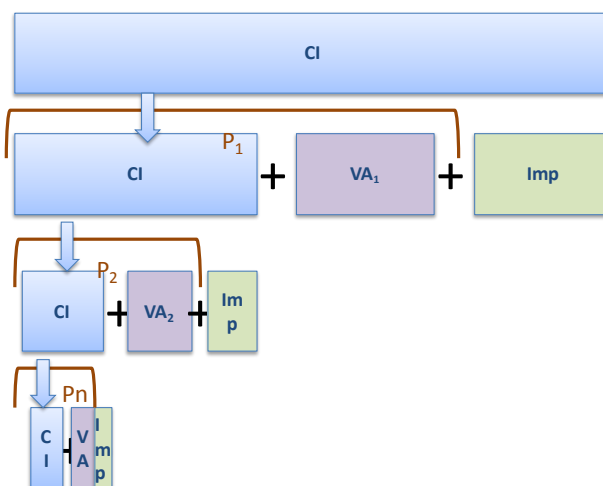 CI
P₁
CI + VA₁ + Imp
P₂
CI + VA₂ + Im
p
Pn
C + V I
I A m
p